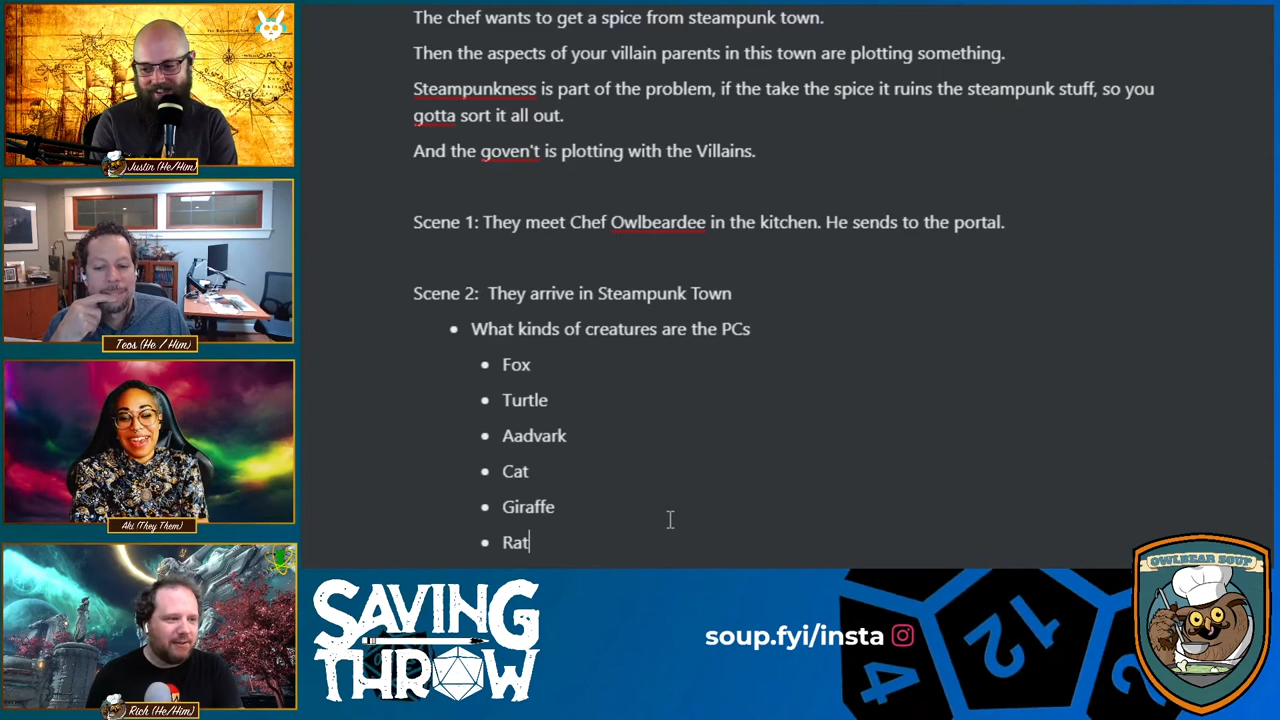 The chef wants to get a spice from steampunk town.
Then the aspects of your villain parents in this town are plotting something.
Steampunkness is part of the problem, if the take the spice it ruins the steampunk stuff, so you
gotta sort it all out.
And the goven't is plotting with the Villains.
Scene 1: They meet Chef Owlbeardee in the kitchen. He sends to the portal.
Scene 2: They arrive in Steampunk Town
• What kinds of creatures are the PCs
• Fox
• Turtle
• Aadvark
• Cat
• Giraffe
• Rat
Justin (He/Him)
Teos (He / Him)
Aki (They Them)
Rich (He/Him)
SAVING
THROW
soup.fyi/insta
4
12
2
OWLBEAR SOUP